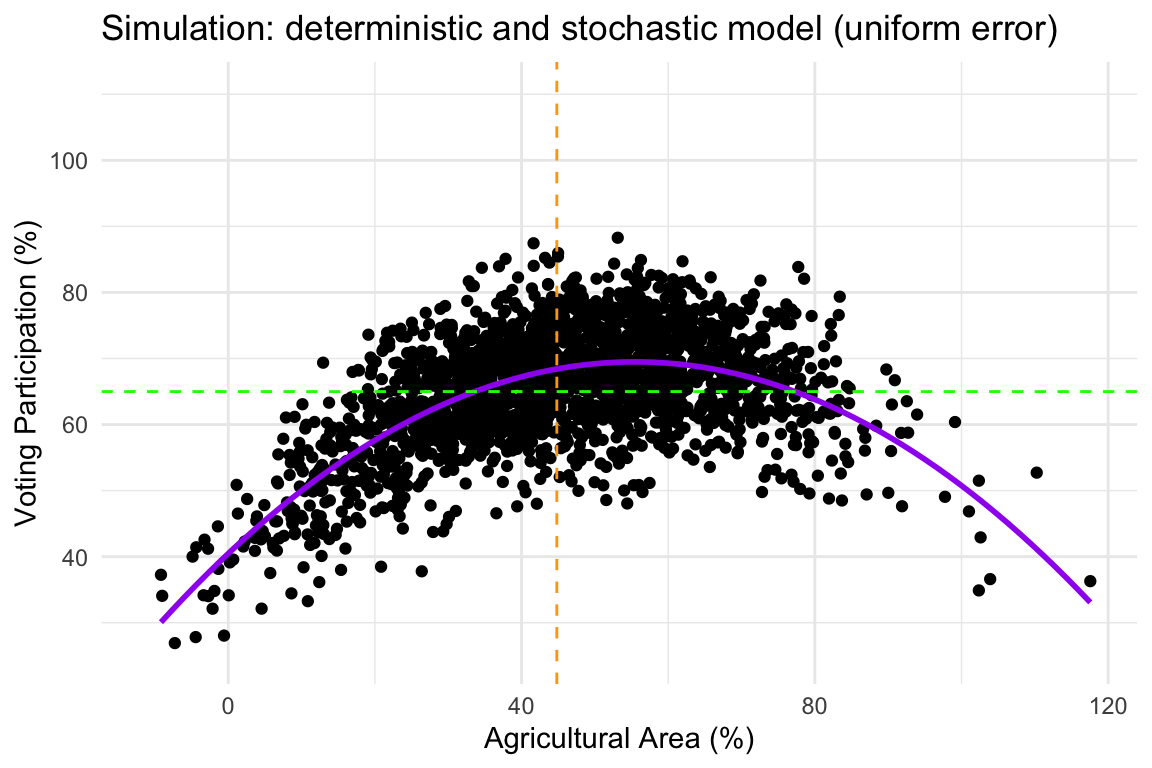 Simulation: deterministic and stochastic model (uniform error)
100
80
60
40
Voting Participation (%)
0
40
80
120
Agricultural Area (%)